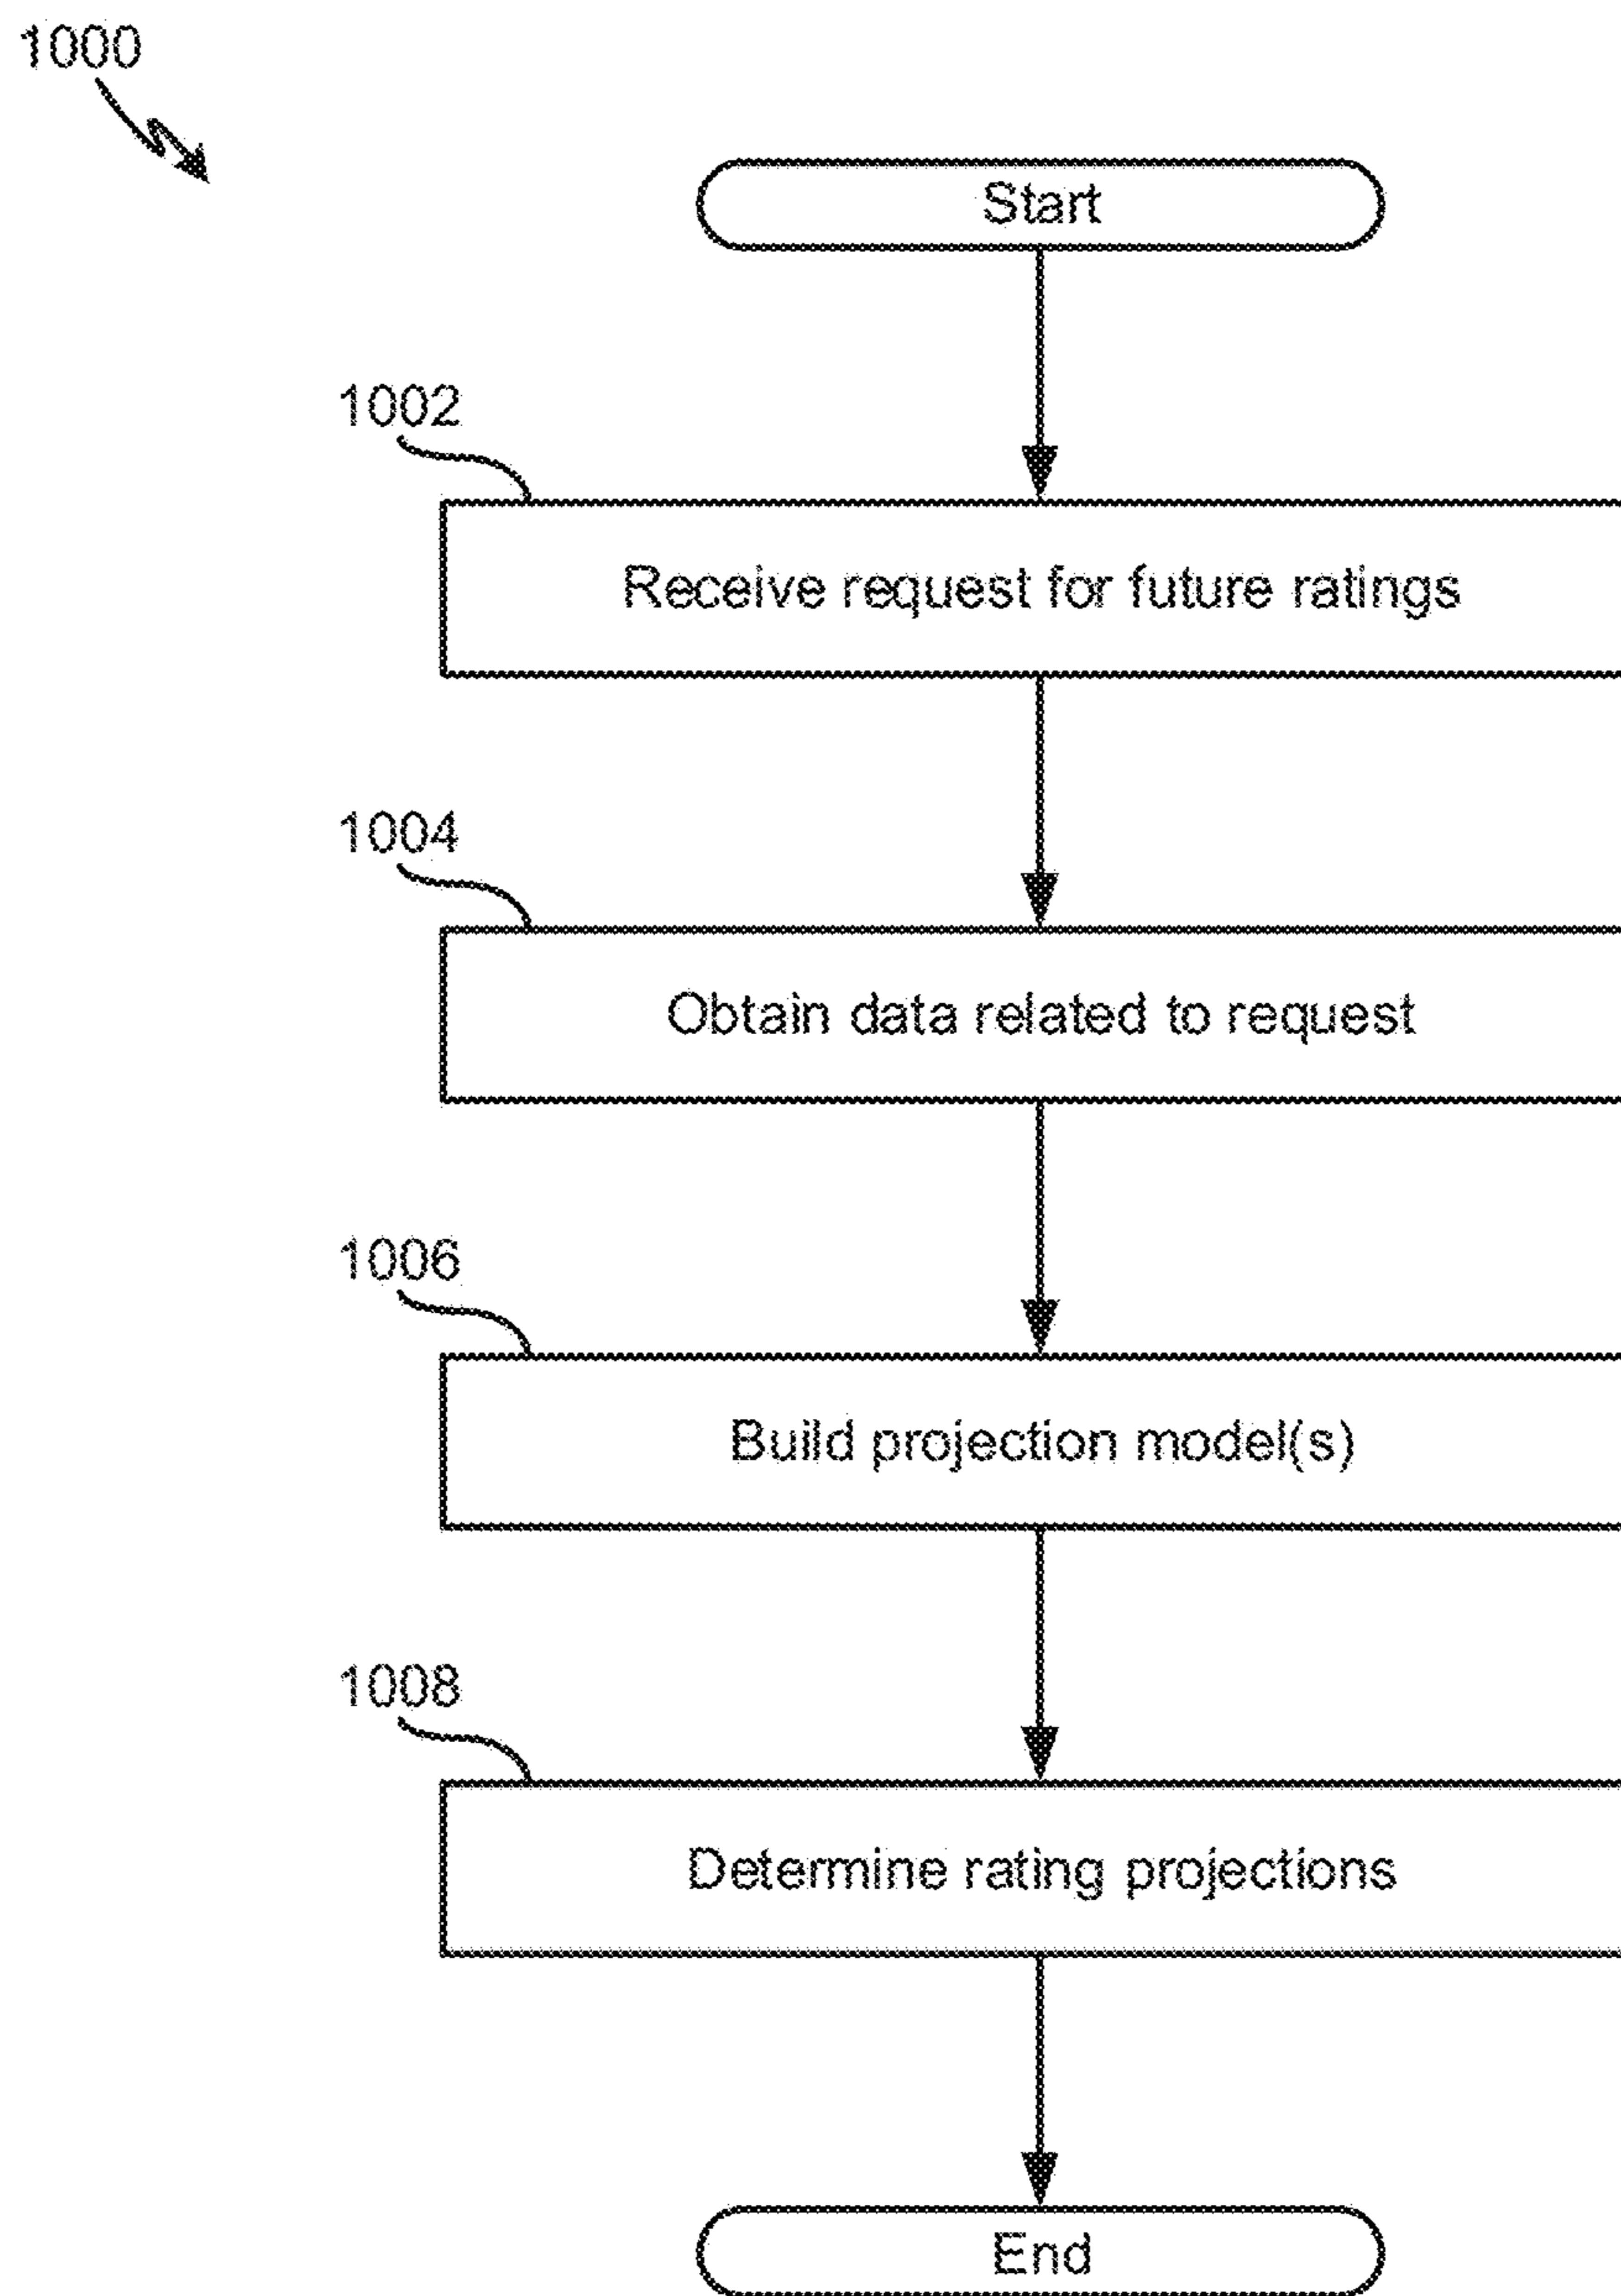 1000
Start
1002
Receive request for future ratings
1004
Obtain data related to request
1006
Build projection model(s)
1008
Determine rating projections
End